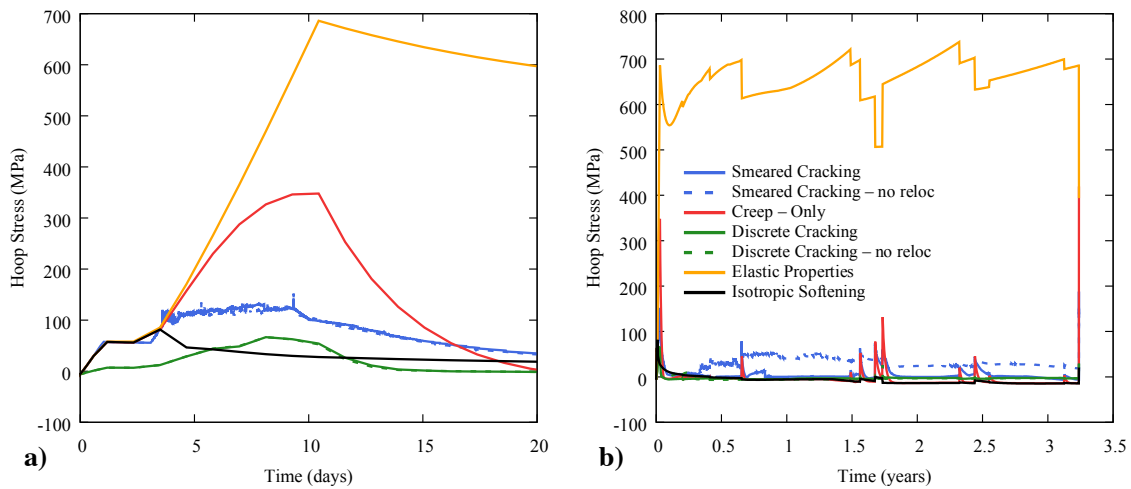 700
600
500
400
300
200
100
0
-100
Hoop Stress (MPa)
0
5
10
15
20
Time (days)
a)
800
700
600
500
400
300
200
100
0
-100
Hoop Stress (MPa)
Smeared Cracking
Smeared Cracking – no reloc
Creep – Only
Discrete Cracking
Discrete Cracking – no reloc
Elastic Properties
Isotropic Softening
0
0.5
1
1.5
2
2.5
3
3.5
Time (years)
b)